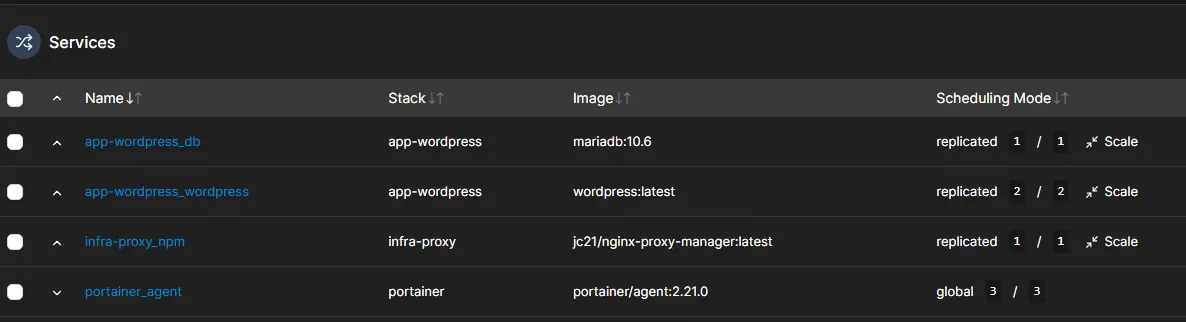 Services
Name Stack Image Scheduling Mode
app-wordpress_db app-wordpress mariadb:10.6 replicated 1 / 1 Scale
app-wordpress_wordpress app-wordpress wordpress:latest replicated 2 / 2 Scale
infra-proxy_npm infra-proxy jc21/nginx-proxy-manager:latest replicated 1 / 1 Scale
portainer_agent portainer portainer/agent:2.21.0 global 3 / 3